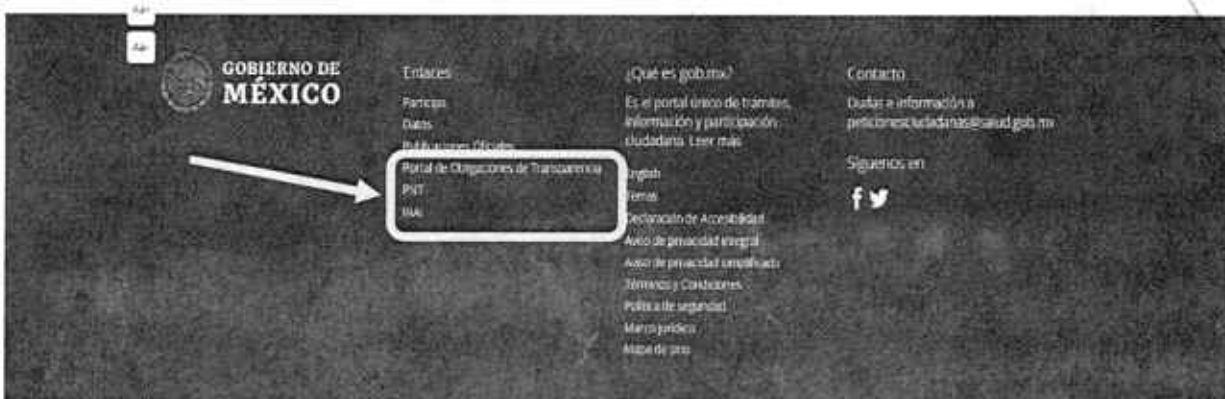 GOBIERNO DE
MÉXICO
Enlaces
Participa
Datos
Publicaciones Oficiales
Portal de Obligaciones de Transparencia
PNT
INAI
¿Qué es gob.mx?
Es el portal único de trámites,
información y participación
ciudadana. Leer más
English
Temas
Declaración de Accesibilidad
Aviso de privacidad integral
Aviso de privacidad simplificado
Términos y Condiciones
Política de seguridad
Marco jurídico
Mapa de sitio
Contacto
Dudas e información a
peticionesciudadanas@salud.gob.mx
Síguenos en